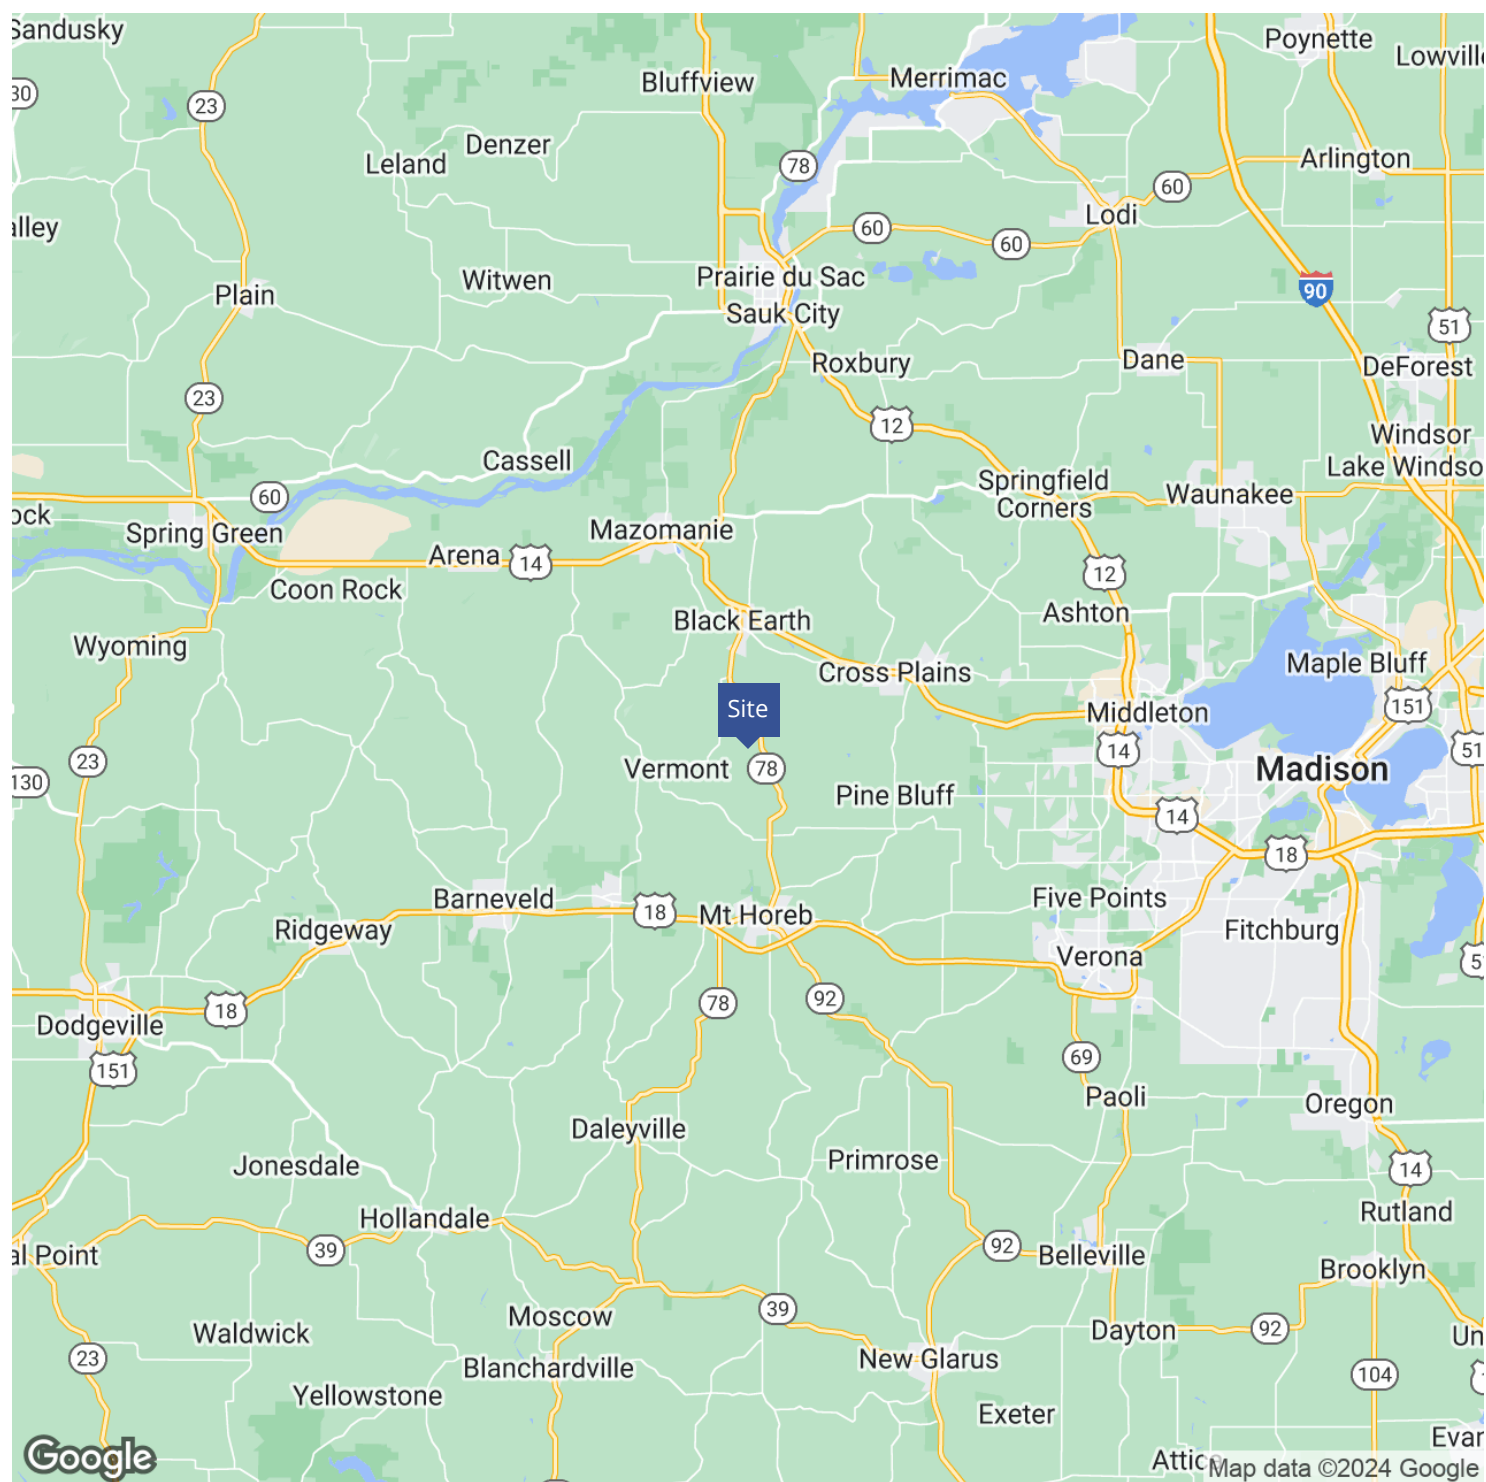 Sandusky
Poynette
Lowville
Merrimac
Bluffview
30
23
Denzer
Leland
78
Arlington
60
Lodi
alley
60
60
Witwen
Prairie du Sac
Plain
90
Sauk City
51
Roxbury
Dane
DeForest
23
12
Windsor
Cassell
Lake Windso
Springfield
Corners
Waunakee
60
ock
Spring Green
Mazomanie
Arena
14
12
Coon Rock
Ashton
Black Earth
Wyoming
Maple Bluff
Cross Plains
Site
151
Middleton
14
51
23
Vermont
78
Madison
130
Pine Bluff
14
18
Barneveld
Five Points
18
Mt Horeb
Ridgeway
Fitchburg
Verona
5
78
92
18
Dodgeville
69
151
Paoli
Oregon
Daleyville
Primrose
Jonesdale
14
Hollandale
Rutland
39
92
al Point
Belleville
Brooklyn
39
Moscow
Waldwick
Dayton
92
Un
23
New Glarus
Blanchardville
104
1
Yellowstone
Exeter
Evan
Google
Attica
Map data ©2024 Google